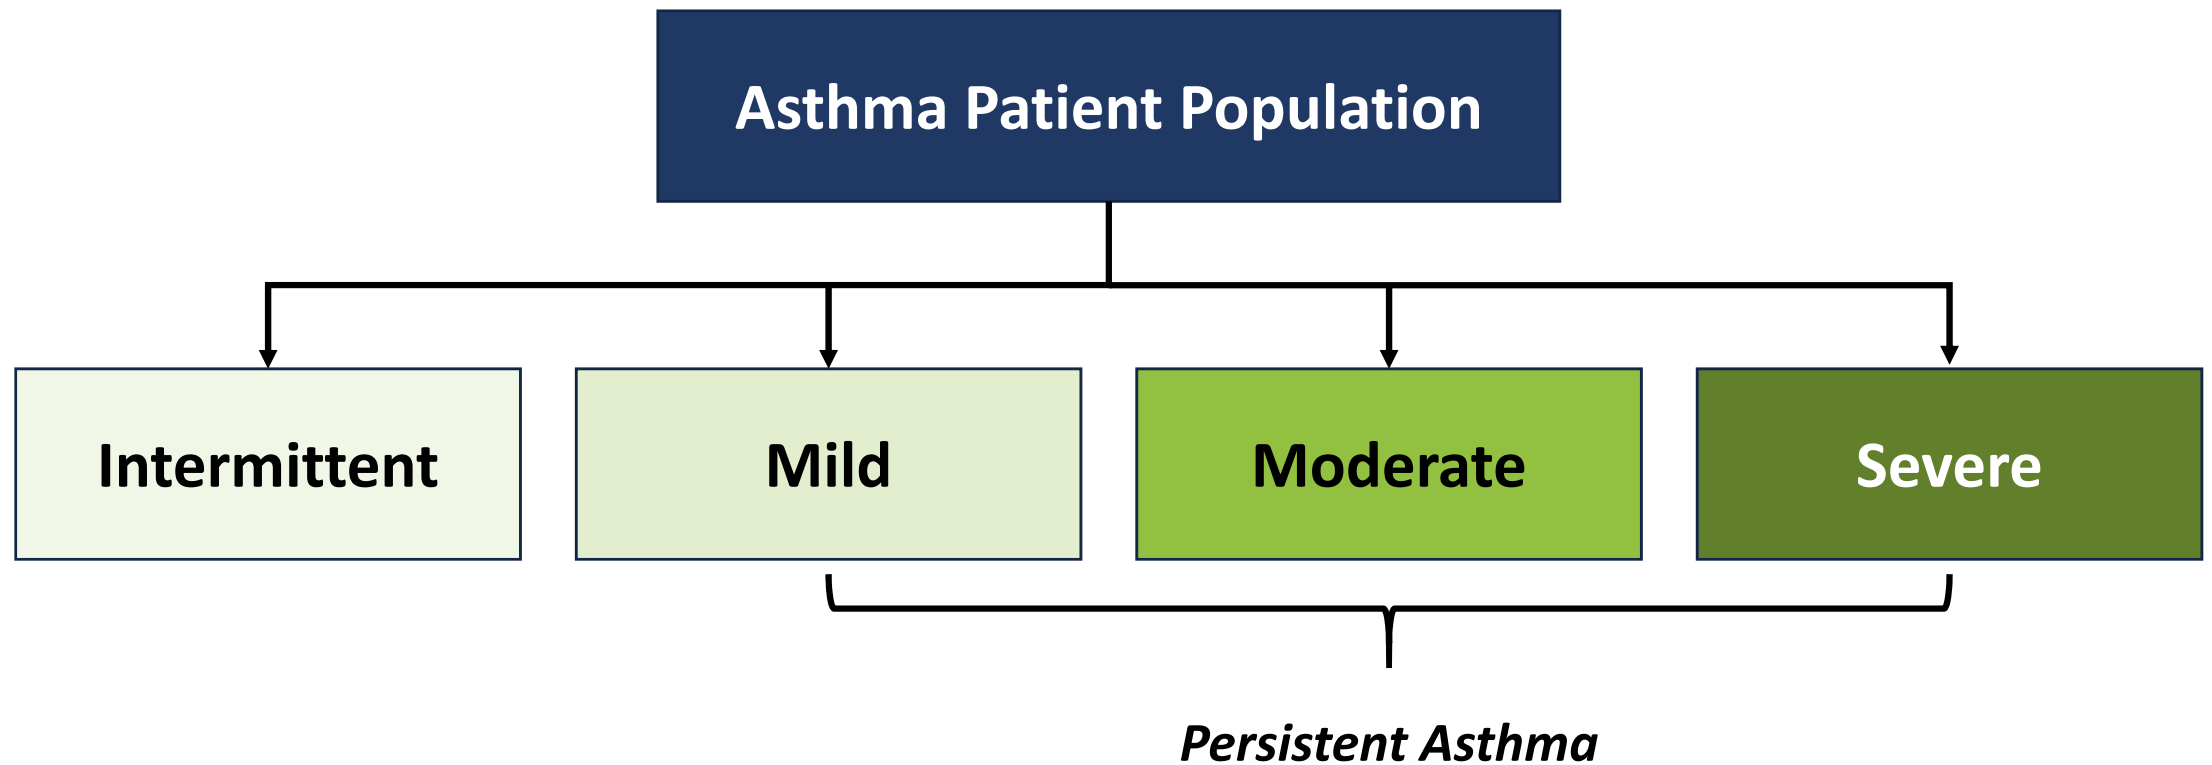 Asthma Patient Population
Intermittent
Mild
Moderate
Severe
Persistent Asthma